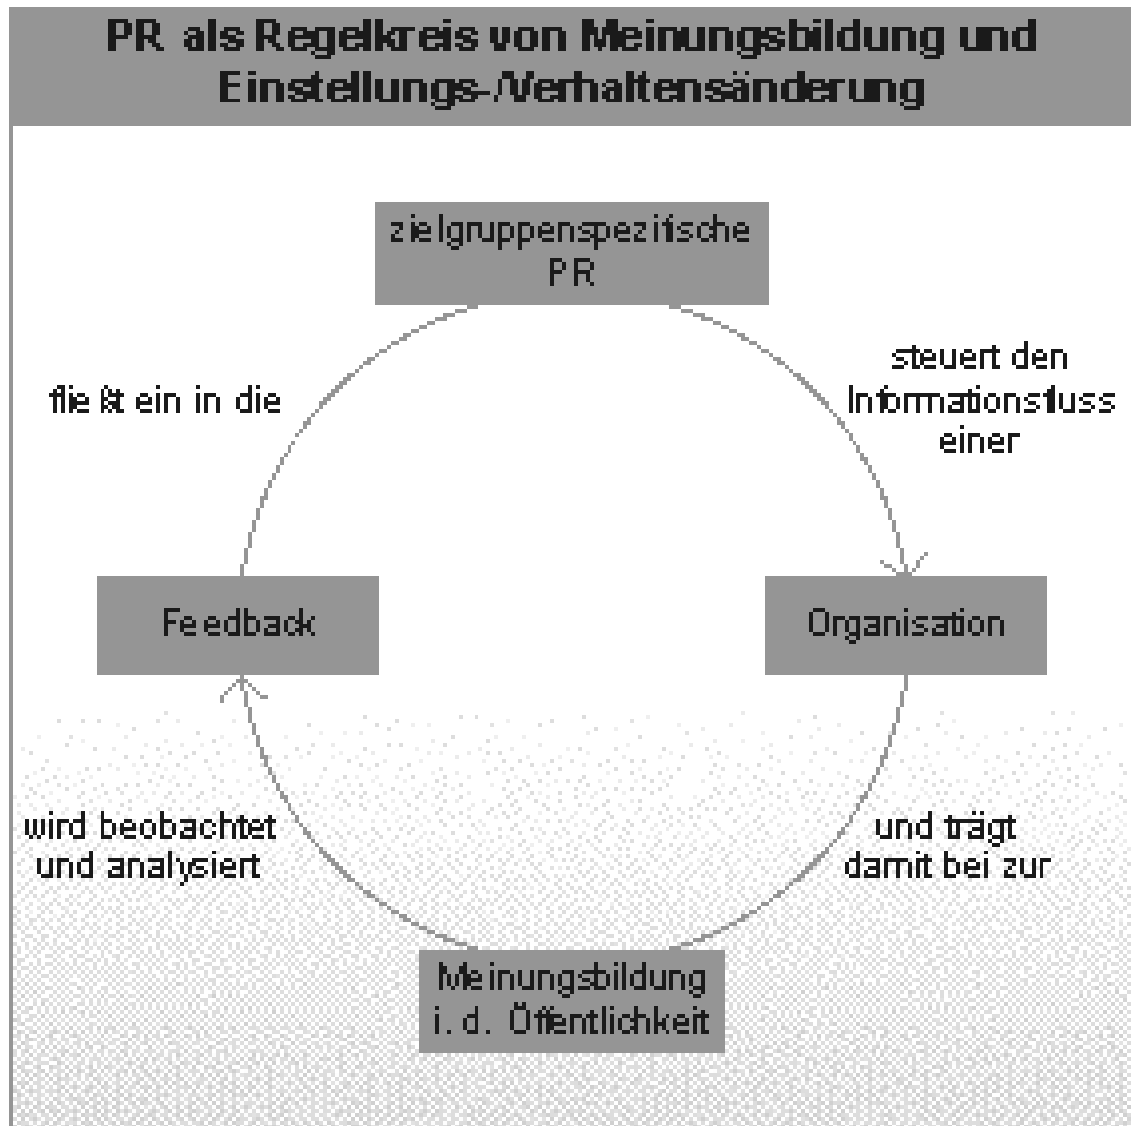 PR als Regelkreis von Meinungsbildung und
Einstellungs-/Verhaltensänderung
zielgruppenspezifische
PR
steuert den
Informationsfluss
einer
Organisation
und trägt
damit bei zur
Meinungsbildung
i. d. Öffentlichkeit
wird beobachtet
und analysiert
Feedback
fließt ein in die